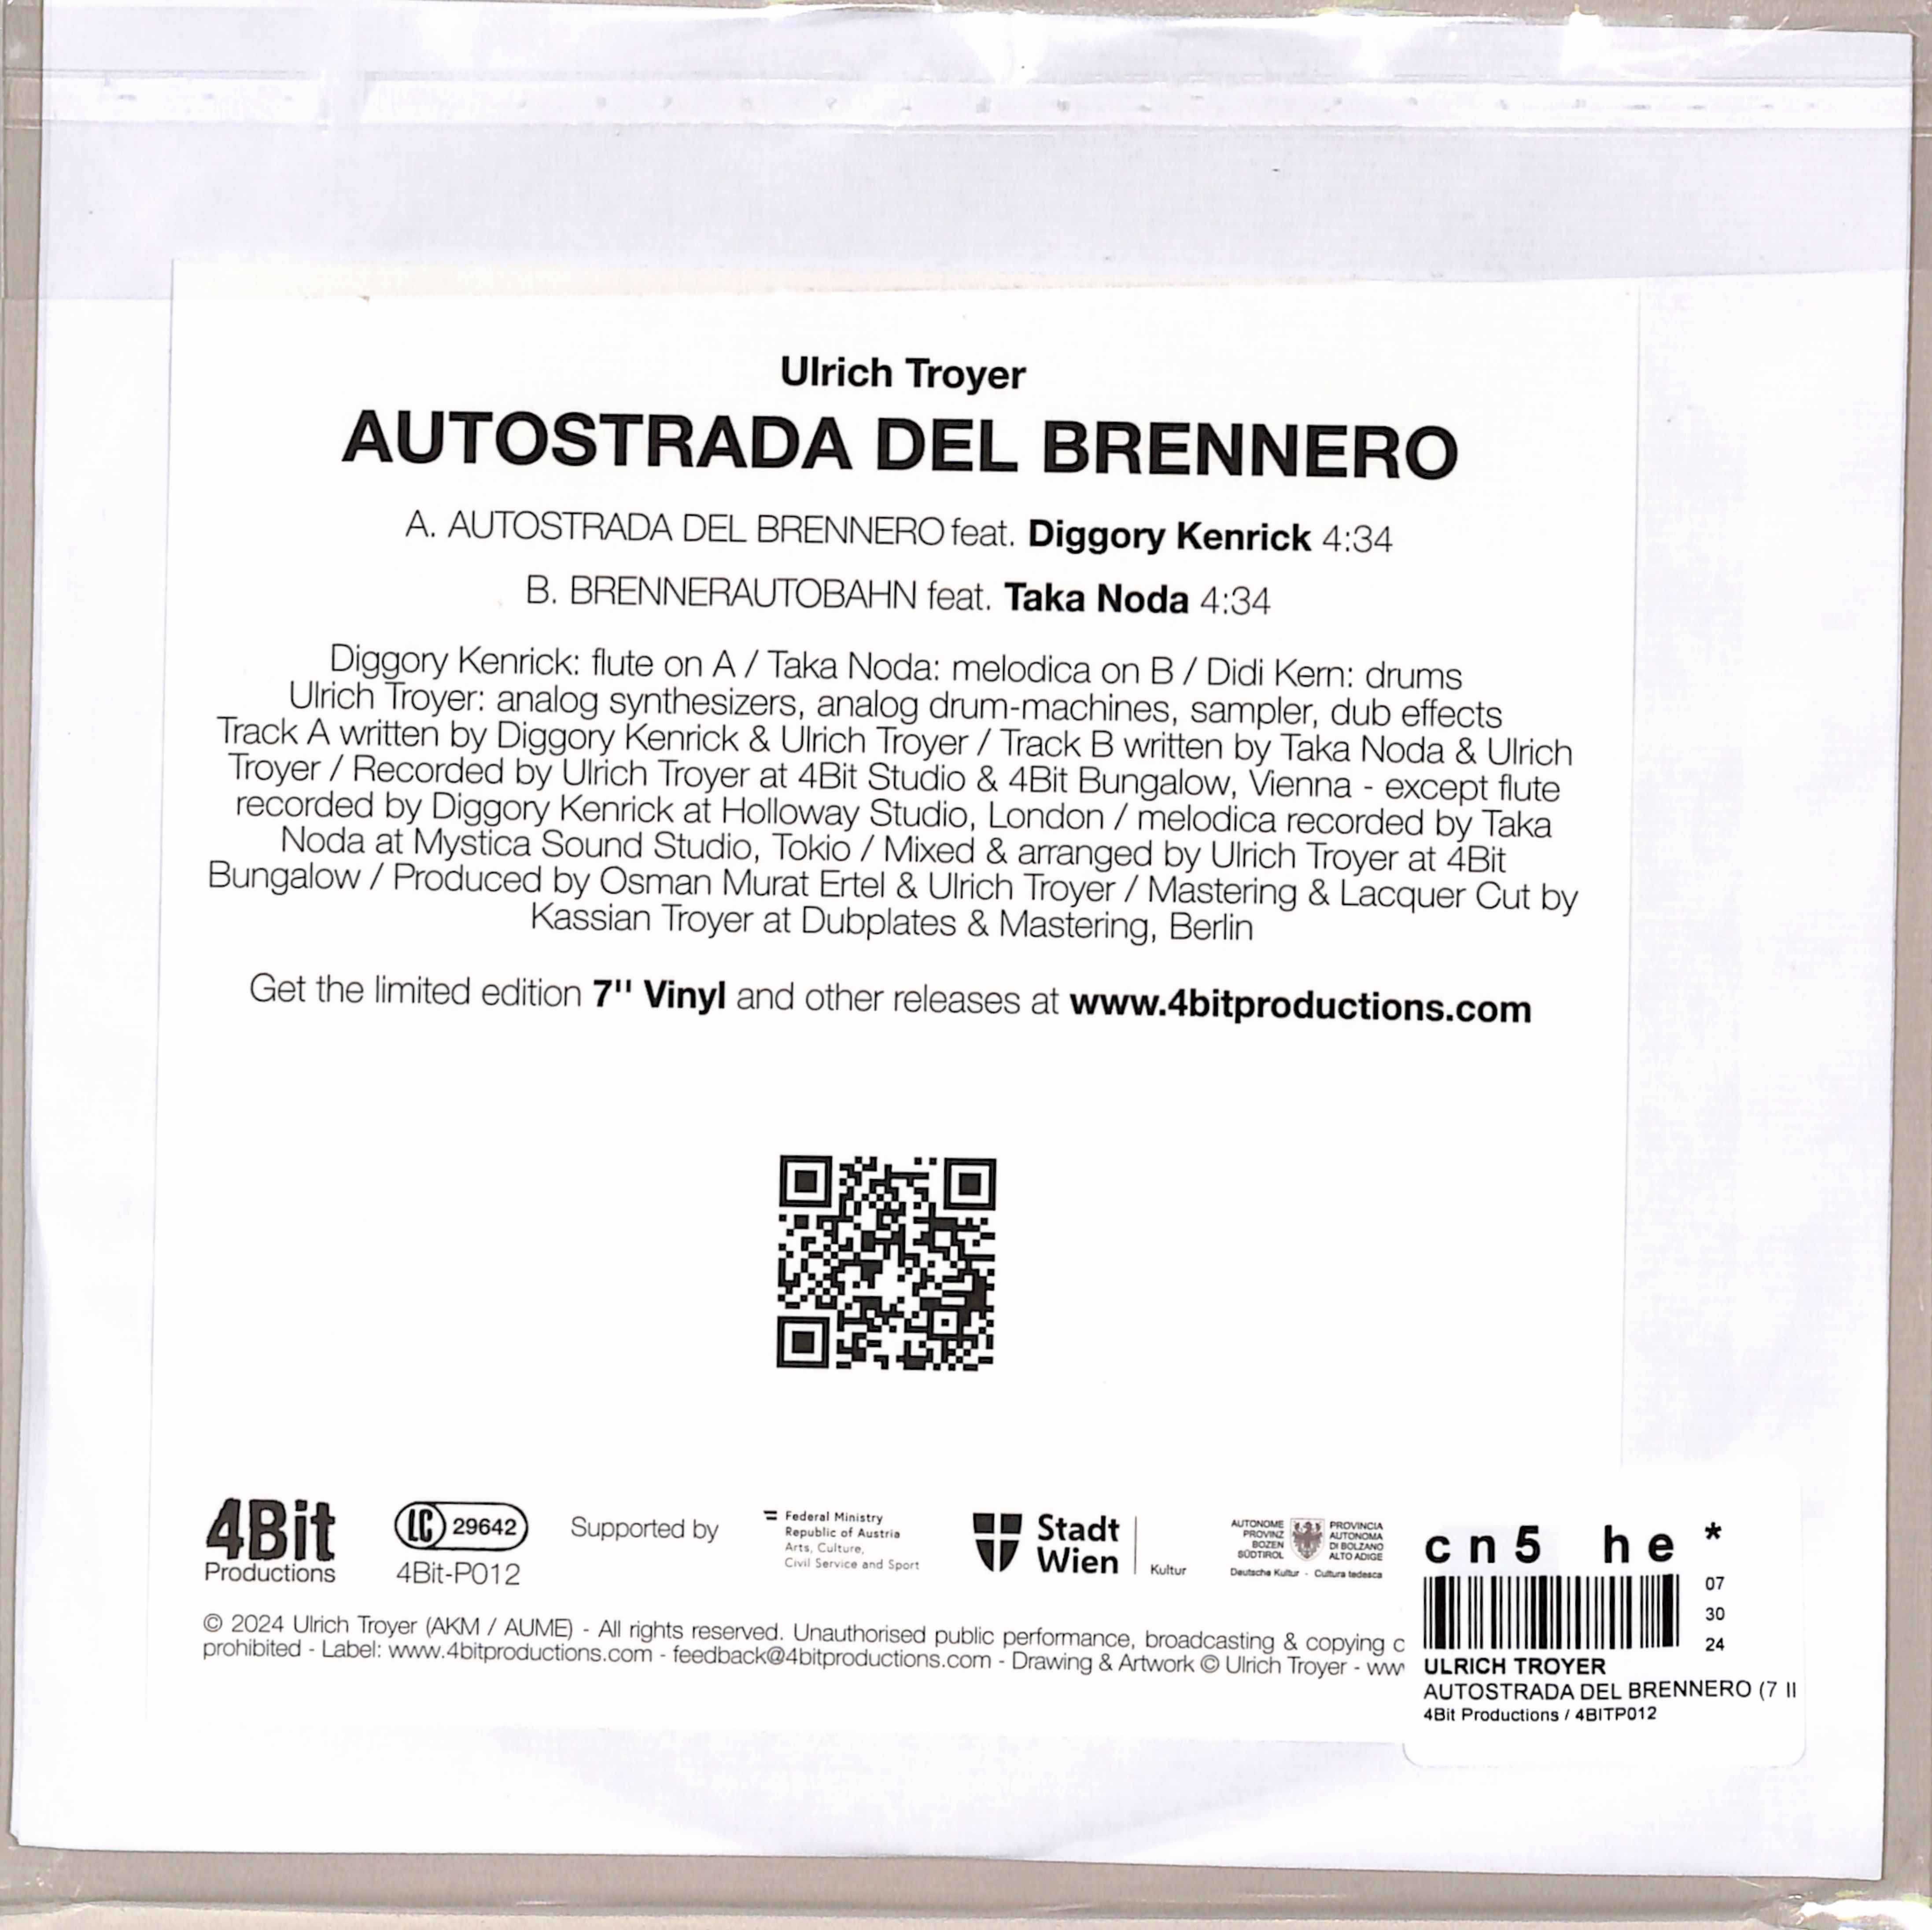 Ulrich Troyer
AUTOSTRADA DEL BRENNERO
A. AUTOSTRADA DEL BRENNERO feat. Diggory Kenrick 4:34
B. BRENNERAUTOBAHN feat. Taka Noda 4:34
Diggory Kenrick: flute on A / Taka Noda: melodica on B / Didi Kern: drums
Ulrich Troyer: analog synthesizers, analog drum-machines, sampler, dub effects
Track A written by Diggory Kenrick & Ulrich Troyer / Track B written by Taka Noda & Ulrich
Troyer / Recorded by Ulrich Troyer at 4Bit Studio & 4Bit Bungalow, Vienna - except flute
recorded by Diggory Kenrick at Holloway Studio, London / melodica recorded by Taka
Noda at Mystica Sound Studio, Tokio / Mixed & arranged by Ulrich Troyer at 4Bit
Bungalow / Produced by Osman Murat Ertel & Ulrich Troyer / Mastering & Lacquer Cut by
Kassian Troyer at Dubplates & Mastering, Berlin
Get the limited edition 7" Vinyl and other releases at www.4bitproductions.com
4Bit
Productions
LC 29642
4Bit-P012
Supported by
Federal Ministry
Republic of Austria
Arts, Culture,
Civil Service and Sport
Stadt
Wien
Kultur
AUTONOME
PROVINZ
BOZEN
SÜDTIROL
PROVINCIA
AUTONOMA
DI BOLZANO
ALTO ADIGE
Deutsche Kultur - Cultura tedesca
© 2024 Ulrich Troyer (AKM / AUME) - All rights reserved. Unauthorised public performance, broadcasting & copying
prohibited - Label: www.4bitproductions.com - feedback@4bitproductions.com - Drawing & Artwork © Ulrich Troyer - ww
cn5 he *
07
30
24
ULRICH TROYER
AUTOSTRADA DEL BRENNERO (7 II
4Bit Productions / 4BITP012